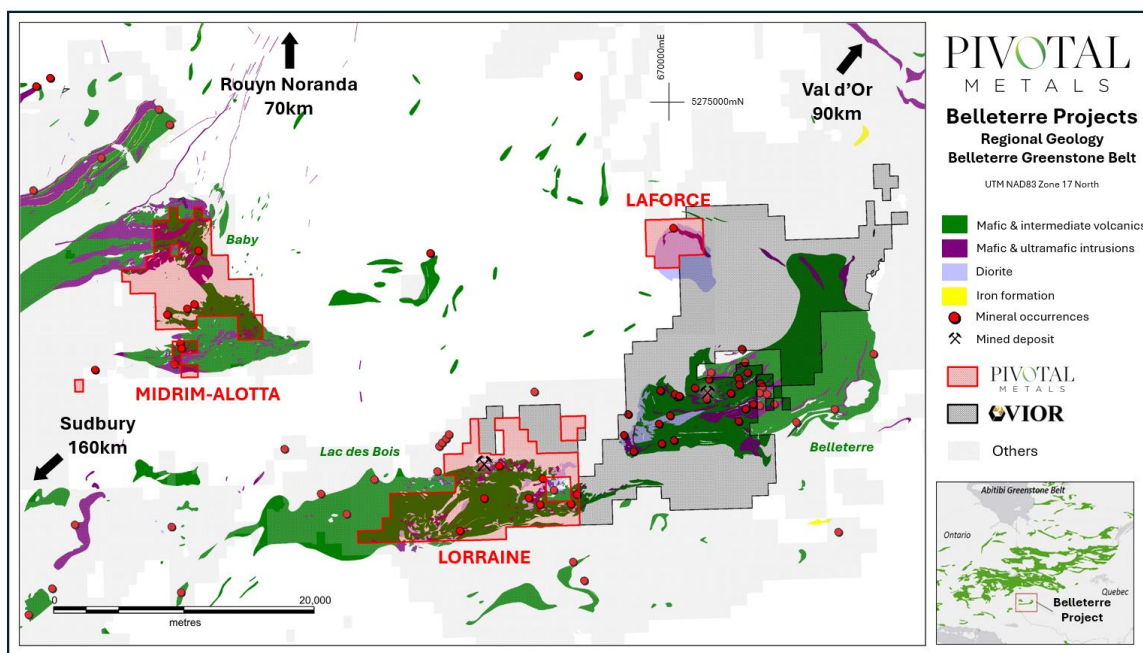 Rouyn Noranda
70km
670000mE
5275000mN
Val d'Or
90km
LAFORCE
Baby
MIDRIM-ALOTTA
Sudbury
160km
Lac des Bois
Belleterre
LORRAINE
0
20,000
metres
PIVOTAL
METALS
Belleterre Projects
Regional Geology
Belleterre Greenstone Belt
UTM NAD83 Zone 17 North
Mafic & intermediate volcanics
Mafic & ultramafic intrusions
Diorite
Iron formation
Mineral occurrences
Mined deposit
PIVOTAL
METALS
VIOR
Others
Abitibi Greenstone Belt
Ontario
Quebec
Belleterre
Project